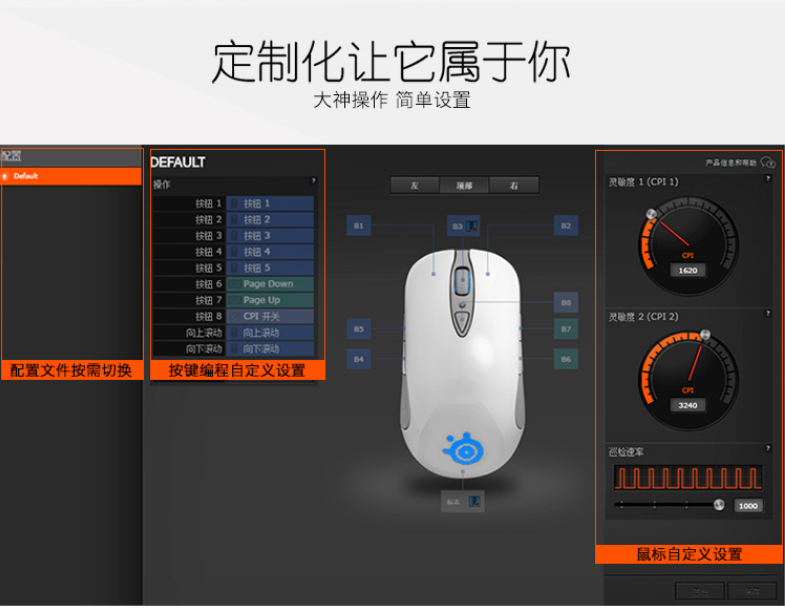 定制化让它属于你
大神操作 简单设置
配置
Default
配置文件按需切换
DEFAULT
操作
?
按钮 1 按钮 1
按钮 2 按钮 2
按钮 3 按钮 3
按钮 4 按钮 4
按钮 5 按钮 5
按钮 6 Page Down
按钮 7 Page Up
按钮 8 CPI 开关
向上滚动 向上滚动
向下滚动 向下滚动
按键编程自定义设置
左 顶部 右
B1 B3 B2
B8
B5 B7
B4 B6
产品信息和帮助
灵敏度 1 (CPI 1) ?
CPI
1620
灵敏度 2 (CPI 2) ?
CPI
3240
巡检速率 ?
1000
鼠标自定义设置